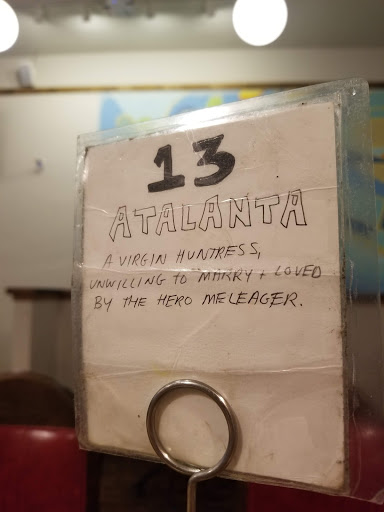 13
ATALANTA
A VIRGIN HUNTRESS,
UNWILLING TO MARRY + LOVED
BY THE HERO MELEAGER.